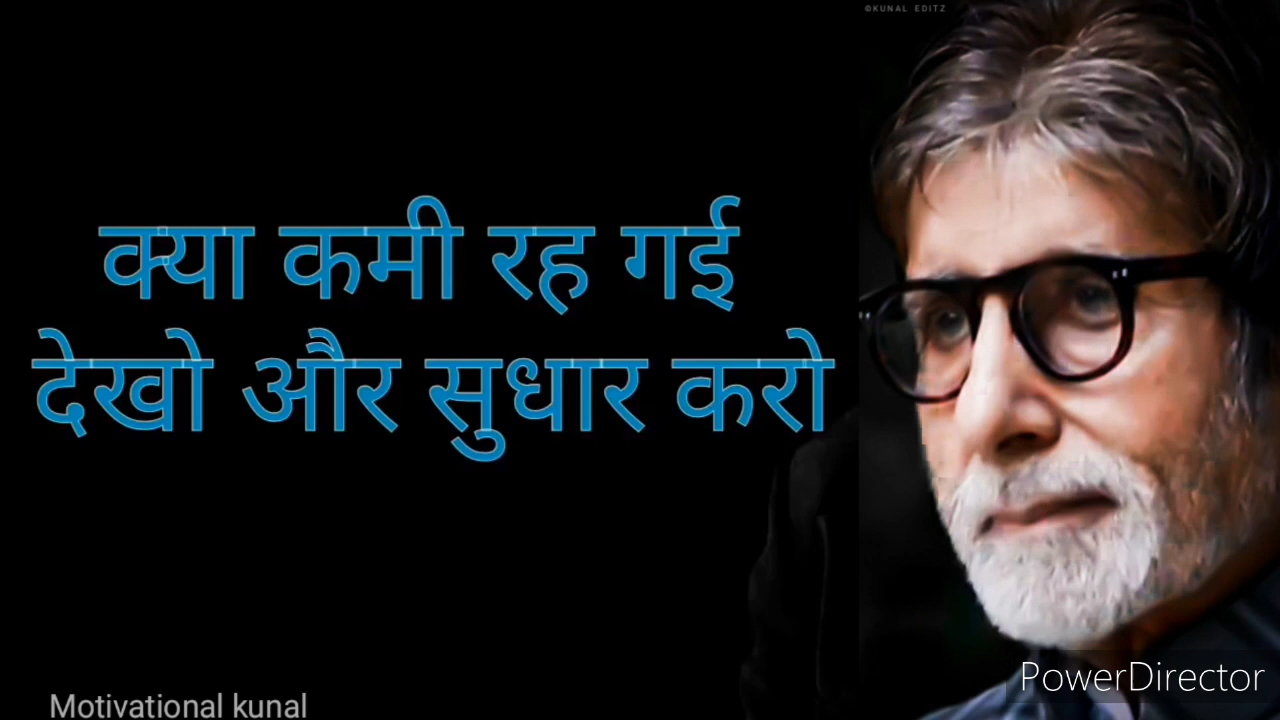 ©KUNAL EDITZ
क्या कमी रह गई
देखो और सुधार करो
Motivational kunal
PowerDirector